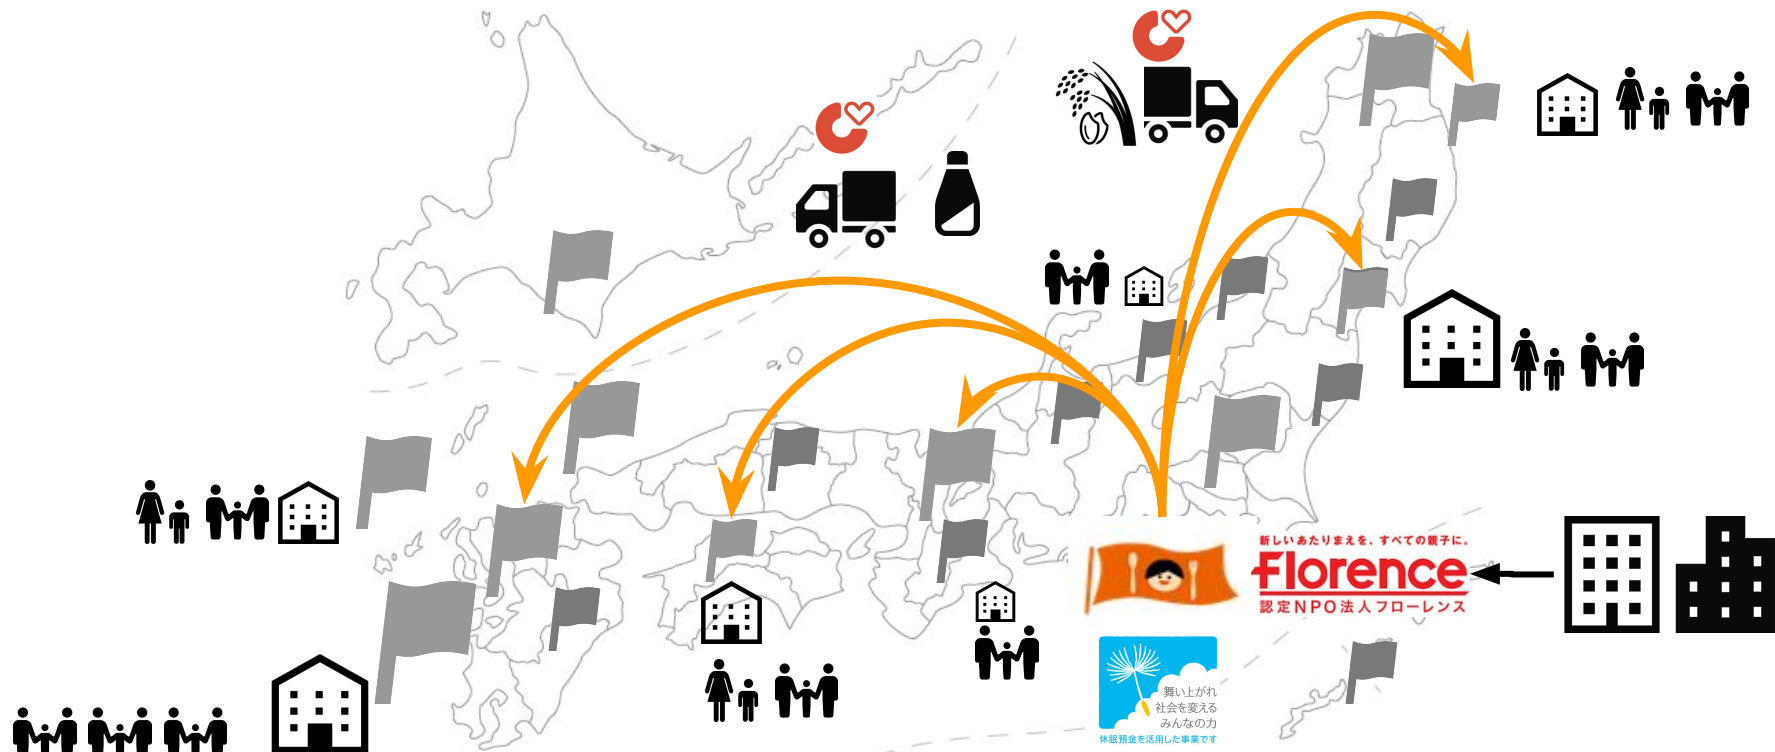 新しいあたりまえを、すべての親子に。
Florence
認定NPO法人フローレンス
舞い上がれ
社会を変える
みんなの力
休眠預金を活用した事業です